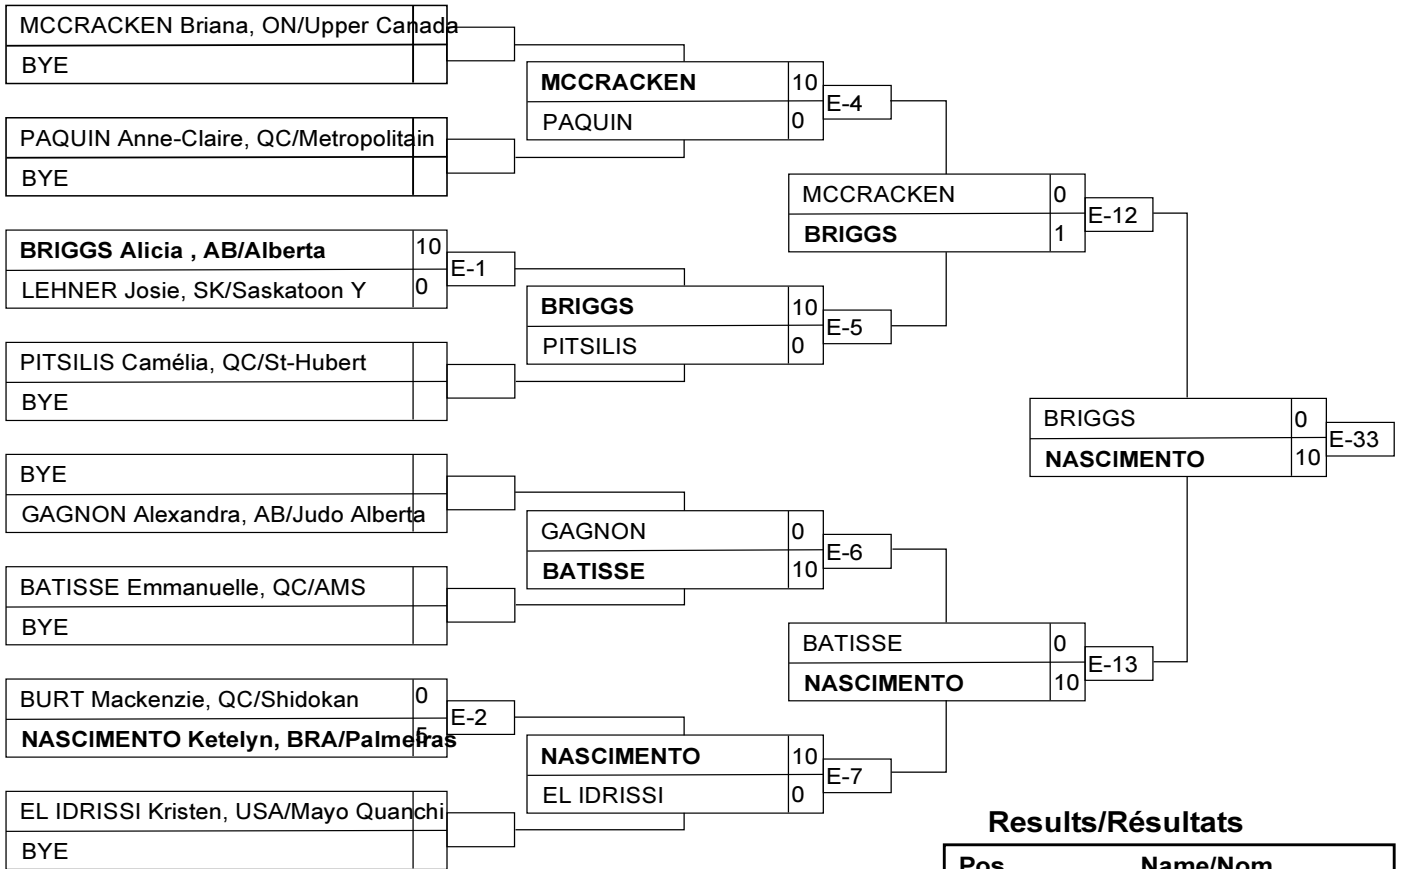 MCCRACKEN Briana, ON/Upper Canada
BYE
PAQUIN Anne-Claire, QC/Metropolitain
BYE
BRIGGS Alicia , AB/Alberta 10
LEHNER Josie, SK/Saskatoon Y 0
E-1
PITSILIS Camélia, QC/St-Hubert
BYE
BYE
GAGNON Alexandra, AB/Judo Alberta
BATISSE Emmanuelle, QC/AMS
BYE
BURT Mackenzie, QC/Shidokan 0
NASCIMENTO Ketelyn, BRA/Palmeiras 5
E-2
EL IDRISSI Kristen, USA/Mayo Quanchi
BYE
MCCRACKEN 10
PAQUIN 0
E-4
BRIGGS 10
PITSILIS 0
E-5
GAGNON 0
BATISSE 10
E-6
NASCIMENTO 10
EL IDRISSI 0
E-7
MCCRACKEN 0
BRIGGS 1
E-12
BATISSE 0
NASCIMENTO 10
E-13
BRIGGS 0
NASCIMENTO 10
E-33
Results/Résultats
Pos Name/Nom